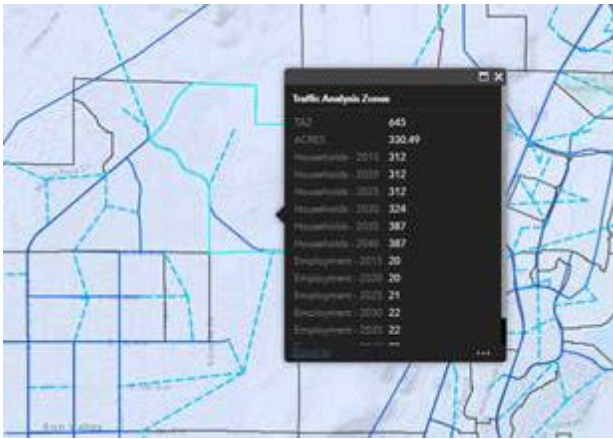 Traffic Analysis Zones
TAZ 645
ACRES 330.49
Households - 2015 312
Households - 2020 312
Households - 2025 312
Households - 2030 324
Households - 2035 387
Households - 2040 387
Employment - 2015 20
Employment - 2020 20
Employment - 2025 21
Employment - 2030 22
Employment - 2035 22
Sun Valley